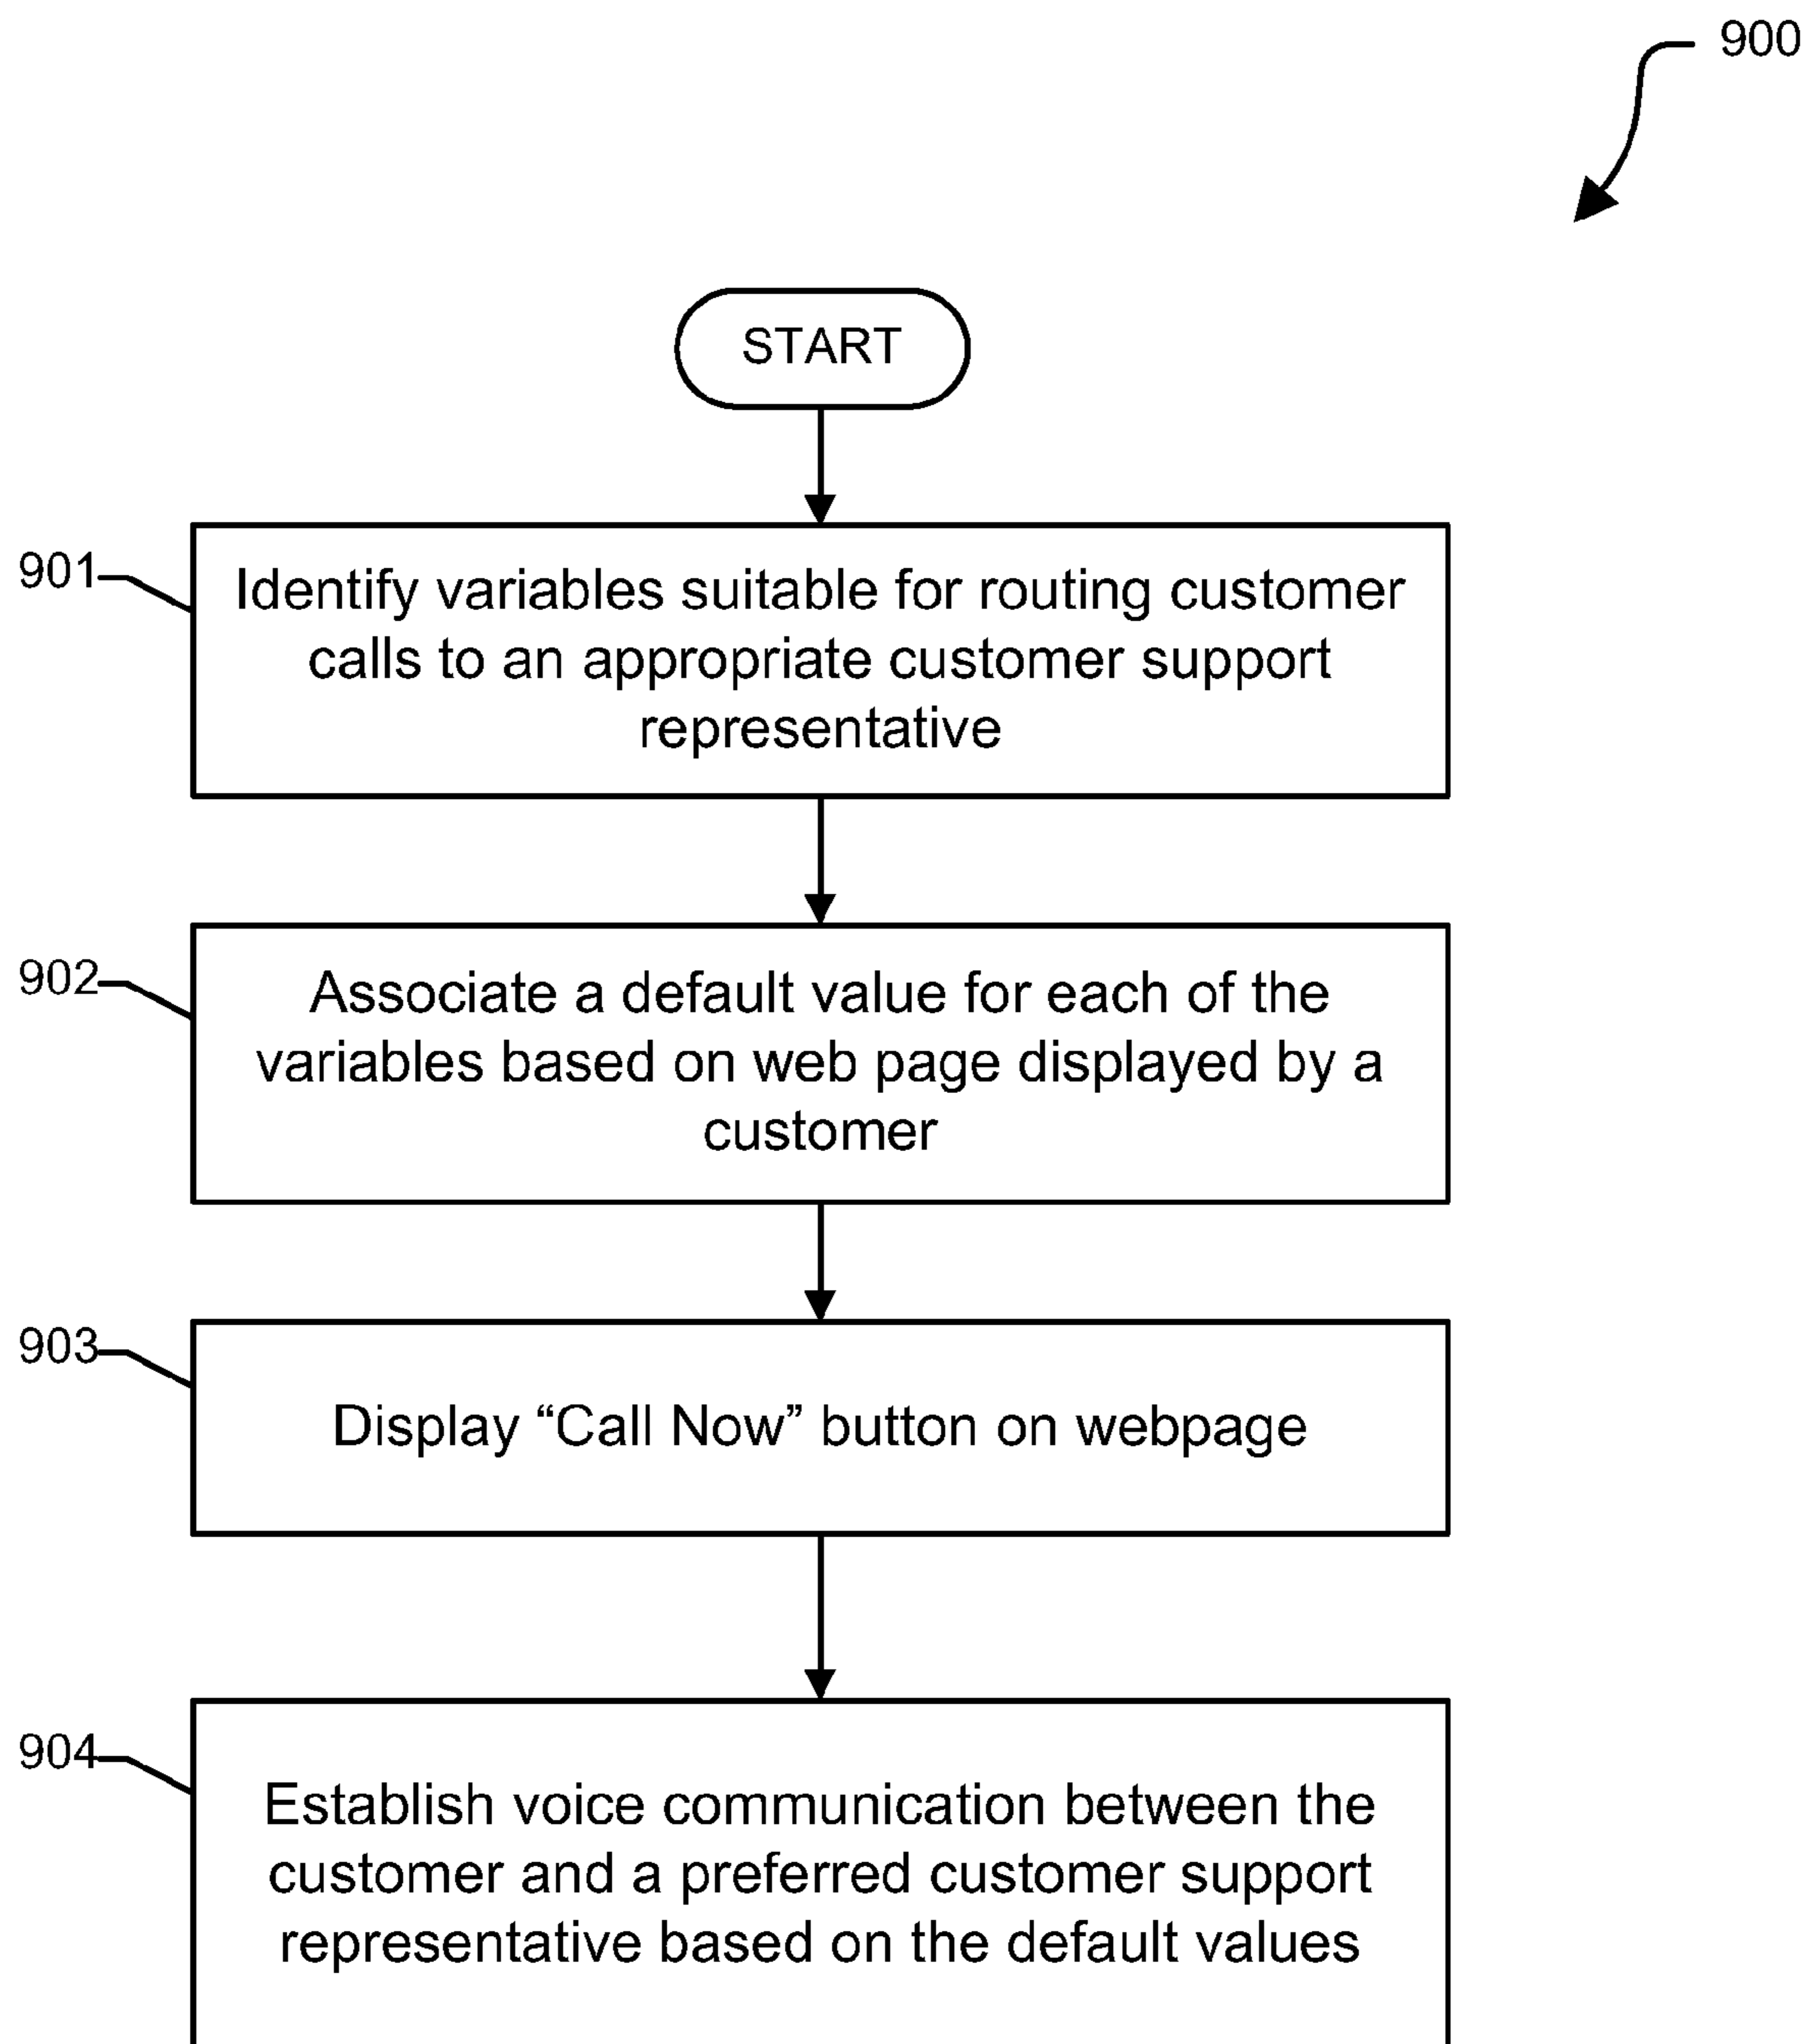 900
START
901
Identify variables suitable for routing customer
calls to an appropriate customer support
representative
902
Associate a default value for each of the
variables based on web page displayed by a
customer
903
Display “Call Now” button on webpage
904
Establish voice communication between the
customer and a preferred customer support
representative based on the default values